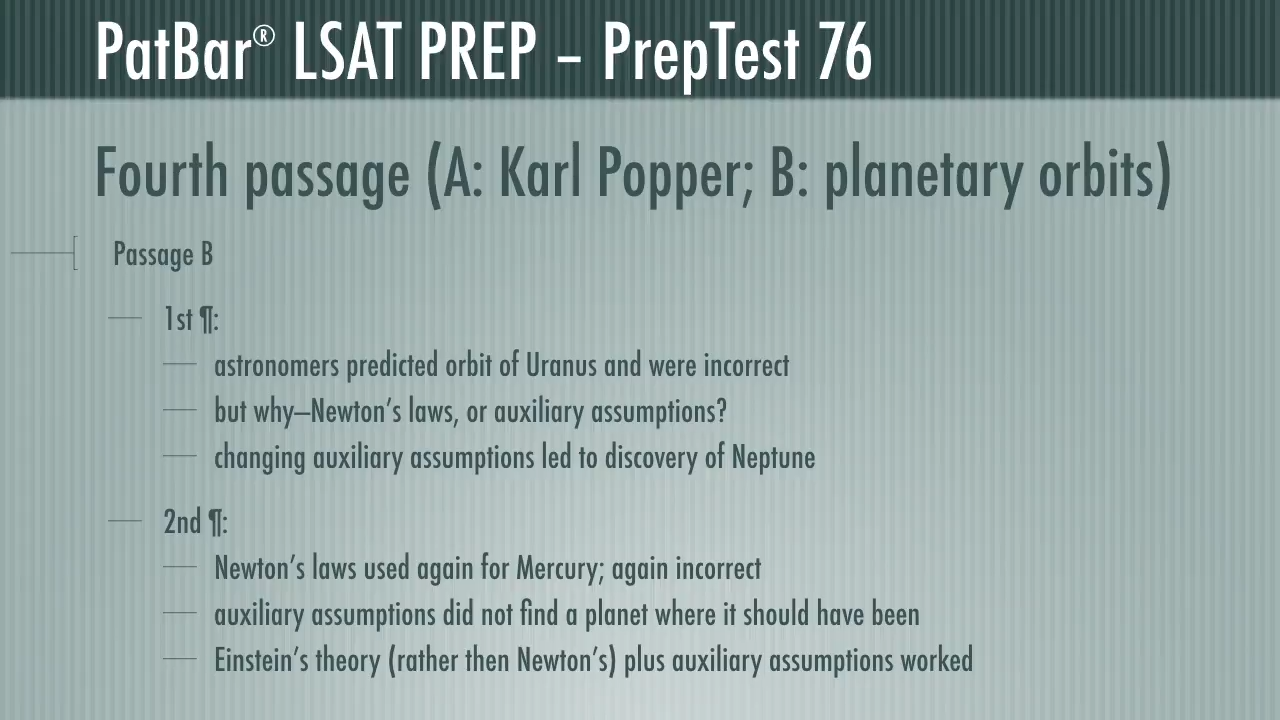 PatBar® LSAT PREP – PrepTest 76
Fourth passage (A: Karl Popper; B: planetary orbits)
Passage B
1st ¶:
astronomers predicted orbit of Uranus and were incorrect
but why–Newton’s laws, or auxiliary assumptions?
changing auxiliary assumptions led to discovery of Neptune
2nd ¶:
Newton’s laws used again for Mercury; again incorrect
auxiliary assumptions did not find a planet where it should have been
Einstein’s theory (rather then Newton’s) plus auxiliary assumptions worked